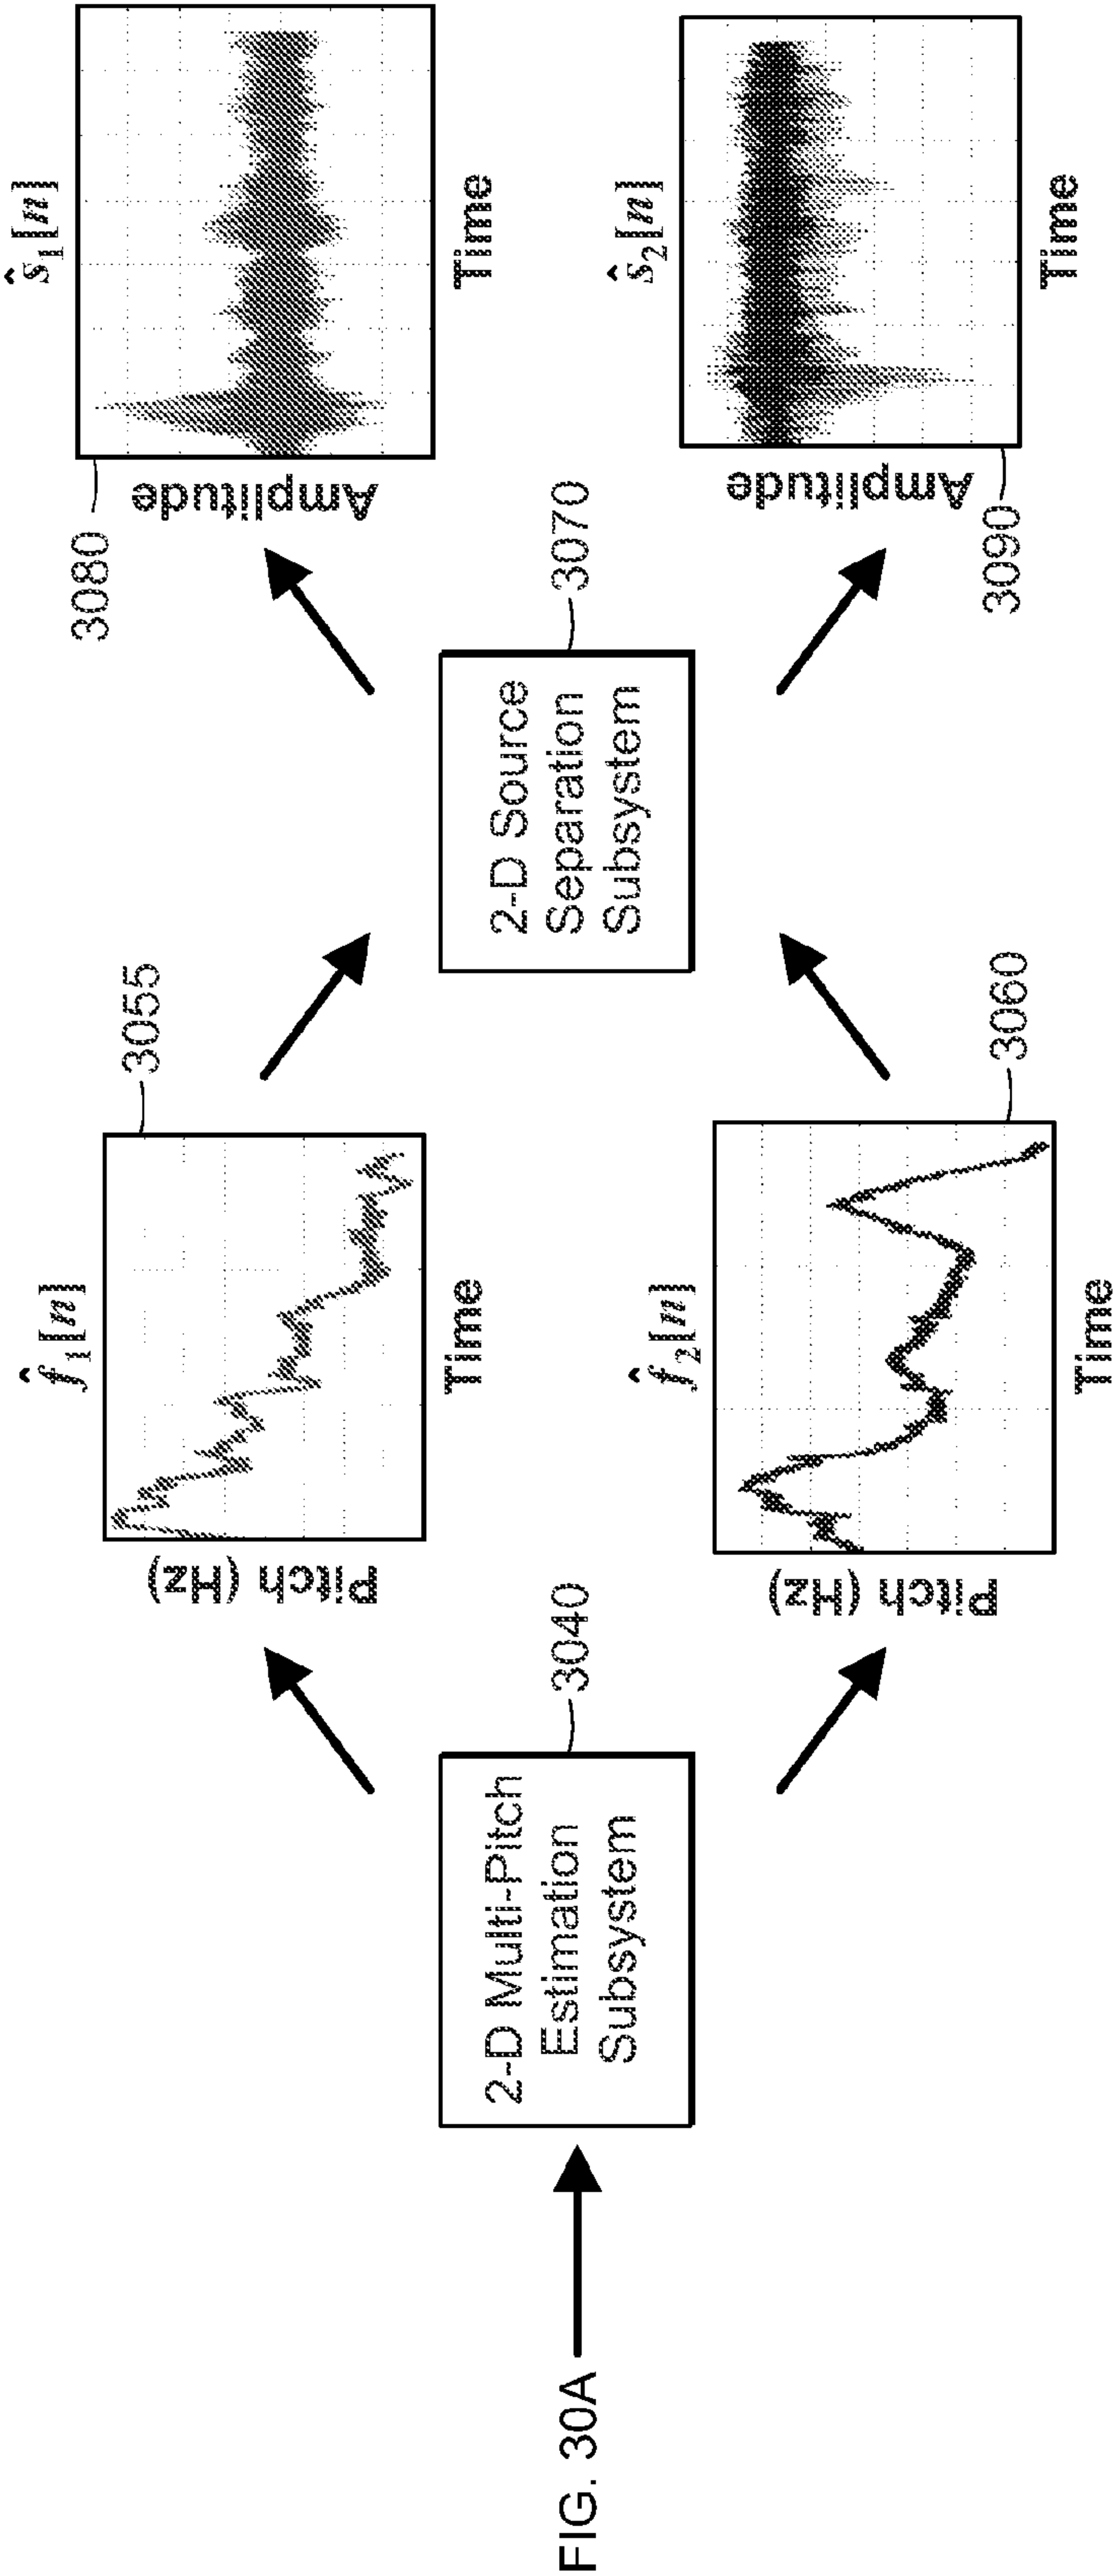 FIG. 30A
2-D Multi-Pitch
Estimation
Subsystem
3040
f̂₁[n]
Pitch (Hz)
Time
3055
f̂₂[n]
Pitch (Hz)
Time
3060
2-D Source
Separation
Subsystem
3070
ŝ₁[n]
Amplitude
Time
3080
ŝ₂[n]
Amplitude
Time
3090